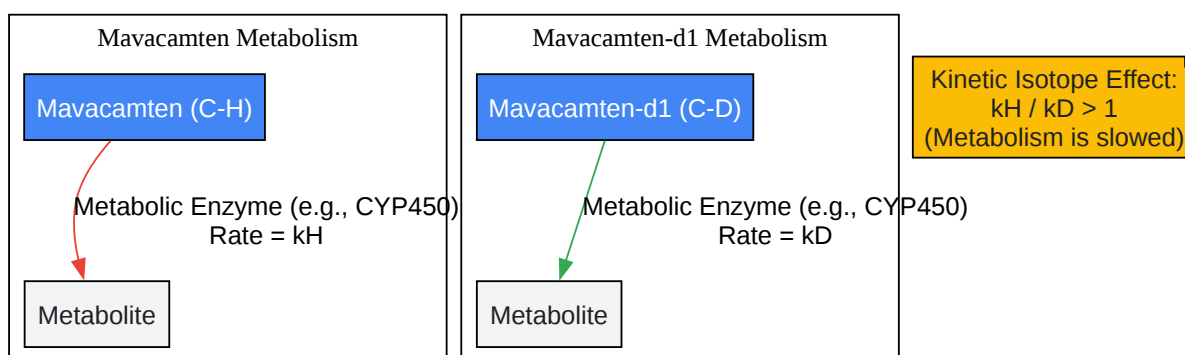 Mavacamten Metabolism
Mavacamten (C-H)
Metabolic Enzyme (e.g., CYP450)
Rate = kH
Metabolite
Mavacamten-d1 Metabolism
Mavacamten-d1 (C-D)
Metabolic Enzyme (e.g., CYP450)
Rate = kD
Metabolite
Kinetic Isotope Effect:
kH / kD > 1
(Metabolism is slowed)